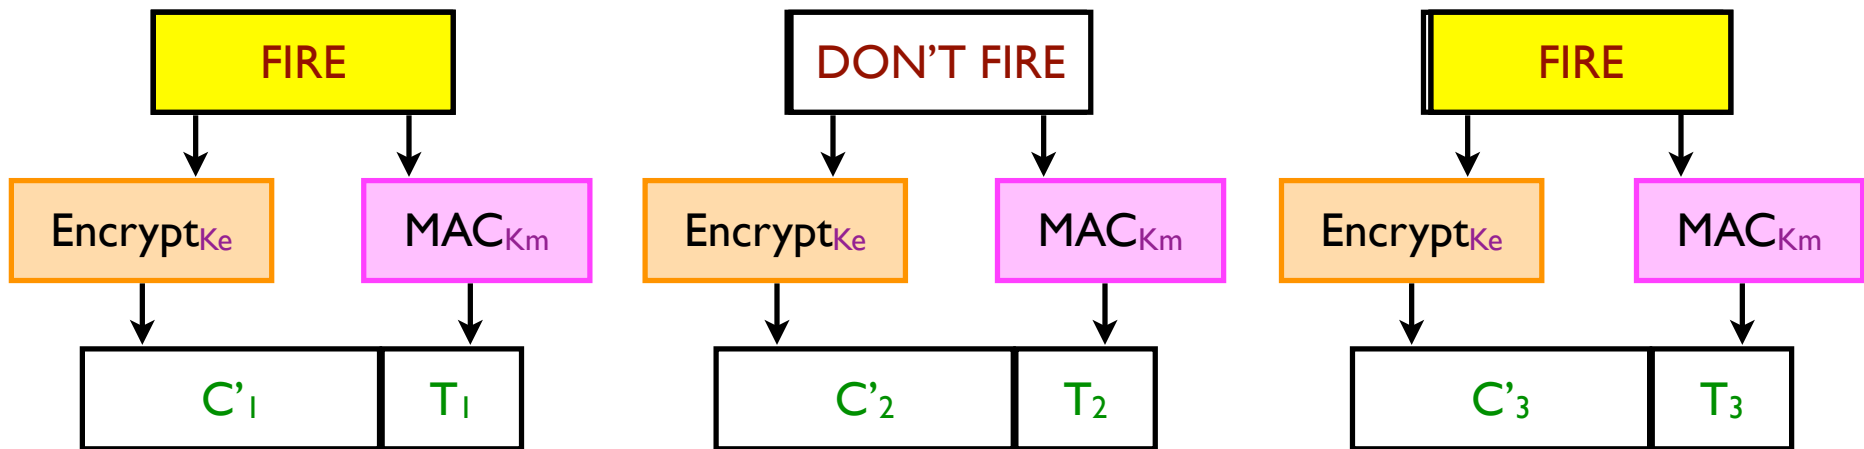 FIRE DON’T FIRE FIRE
EncryptKe MACKm EncryptKe MACKm EncryptKe MACKm
C’1 T1 C’2 T2 C’3 T3